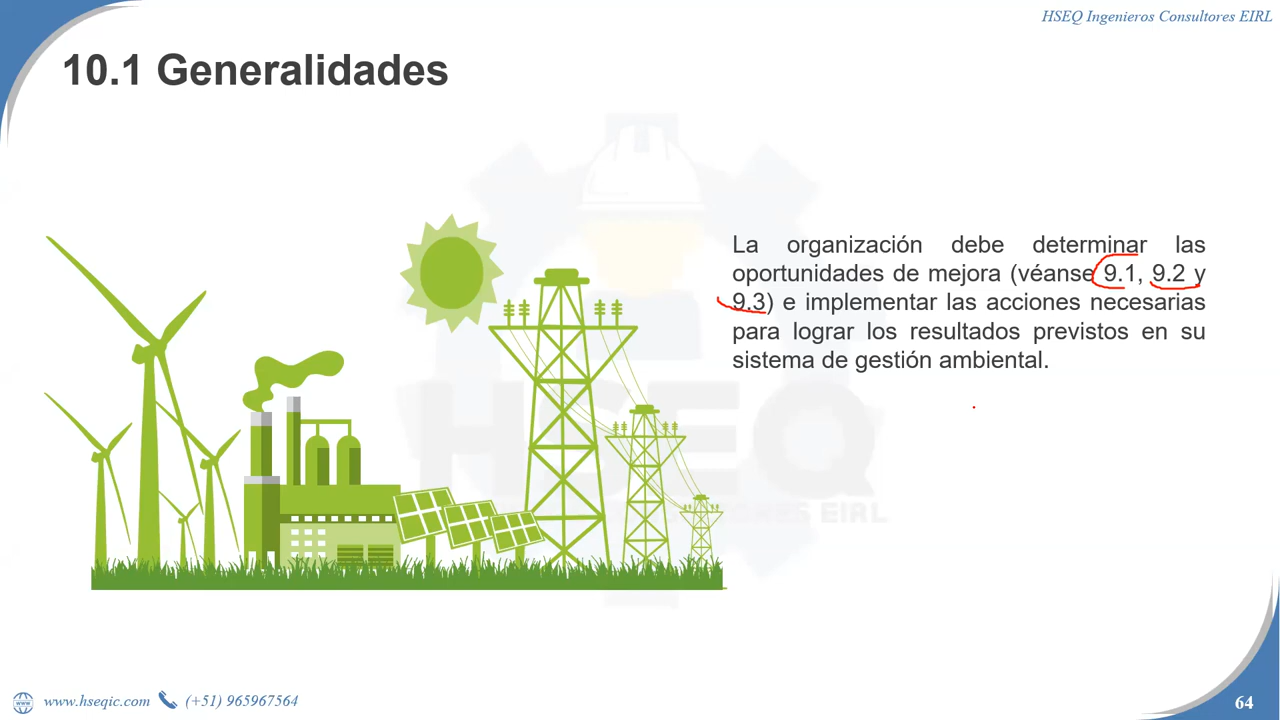 HSEQ Ingenieros Consultores EIRL
10.1 Generalidades
La organización debe determinar las
oportunidades de mejora (véanse 9.1, 9.2 y
9.3) e implementar las acciones necesarias
para lograr los resultados previstos en su
sistema de gestión ambiental.
HSEQ
www.hseqic.com (+51) 965967564
64